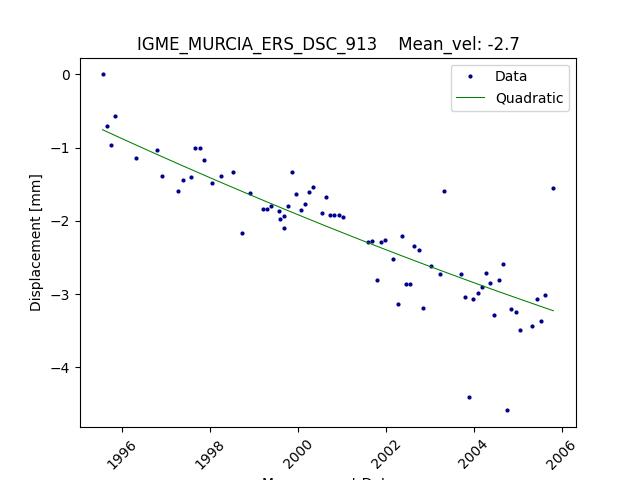 IGME_MURCIA_ERS_DSC_913    Mean_vel: -2.7
Data
Quadratic
0
−1
−2
−3
−4
Displacement [mm]
1996
1998
2000
2002
2004
2006